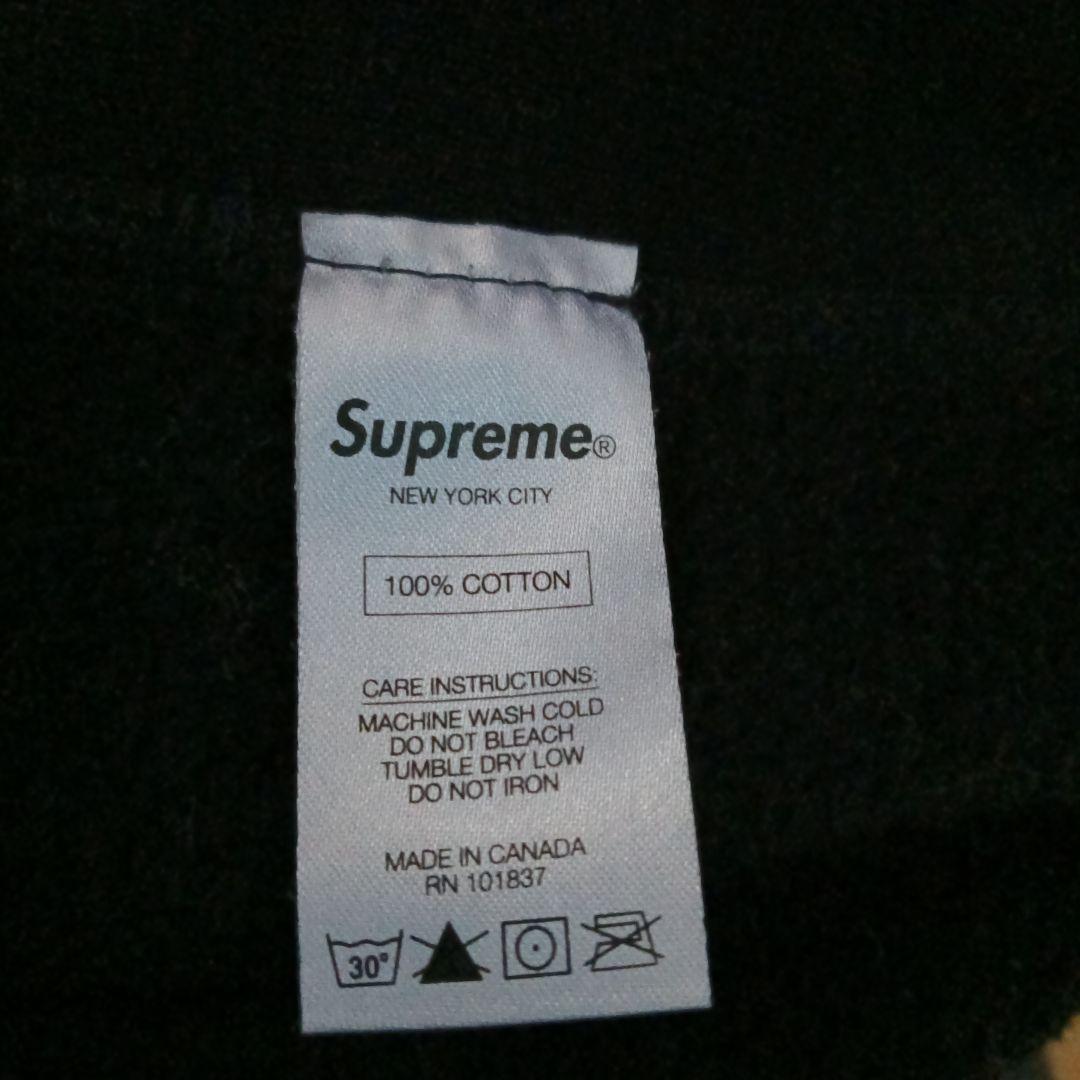 Supreme®
NEW YORK CITY
100% COTTON
CARE INSTRUCTIONS:
MACHINE WASH COLD
DO NOT BLEACH
TUMBLE DRY LOW
DO NOT IRON
MADE IN CANADA
RN 101837
30°